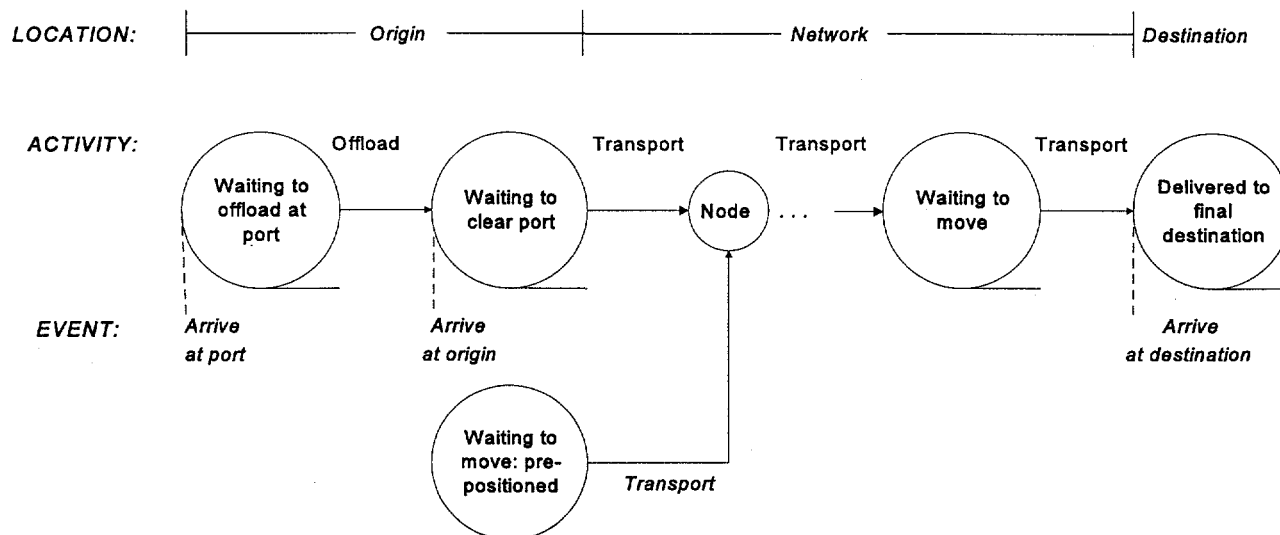 LOCATION: Origin Network Destination
ACTIVITY: Offload Transport Transport Transport
Waiting to
offload at
port
Waiting to
clear port
Node
. . .
Waiting to
move
Delivered to
final
destination
EVENT:
Arrive
at port
Arrive
at origin
Arrive
at destination
Waiting to
move: pre-
positioned
Transport